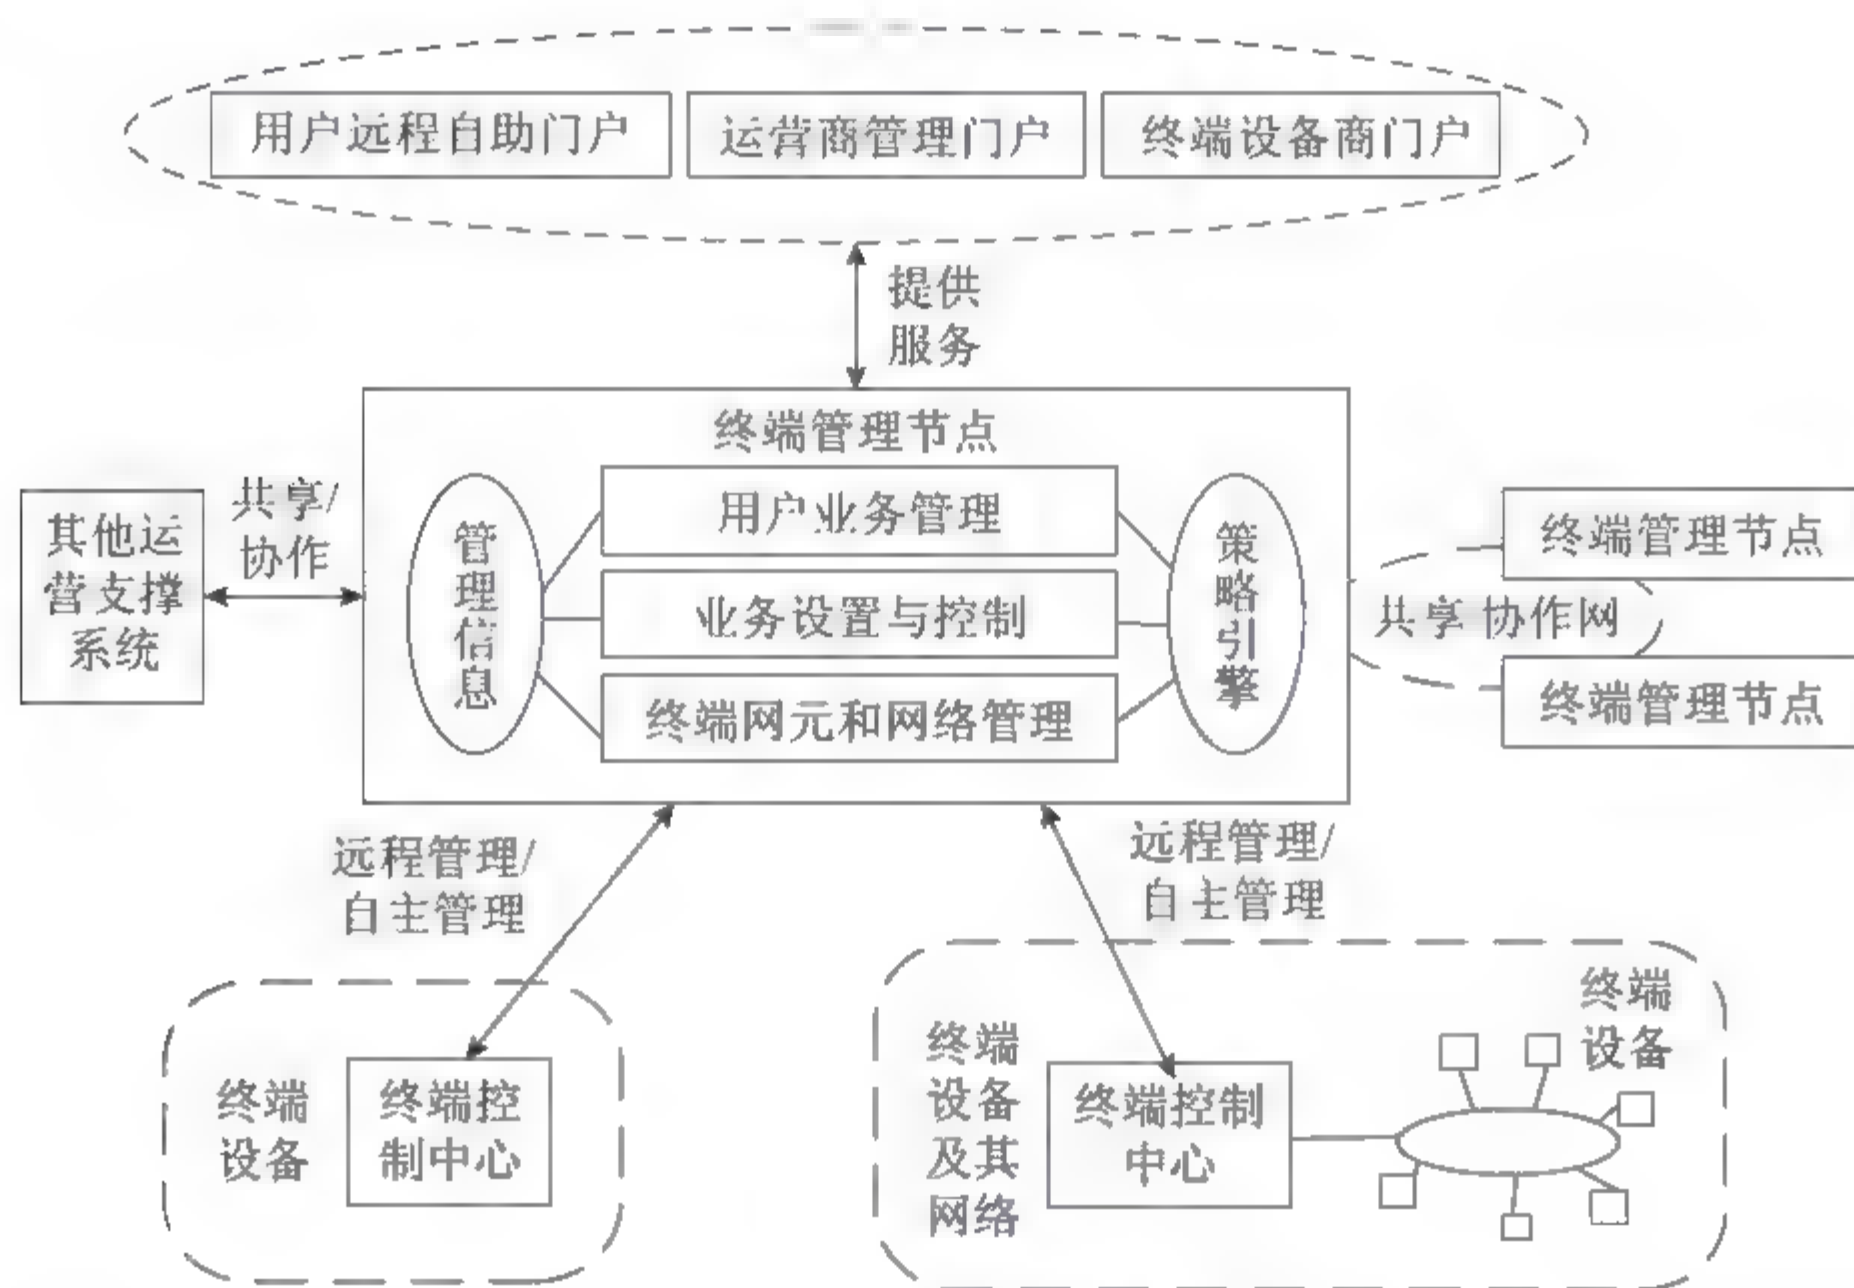 用户远程自助门户
运营商管理门户
终端设备商门户
提供
服务
终端管理节点
其他运
营支撑
系统
共享/
协作
管
理
信
息
用户业务管理
业务设置与控制
终端网元和网络管理
策
略
引
擎
终端管理节点
共享 协作网
终端管理节点
远程管理/
自主管理
远程管理/
自主管理
终端
设备
终端控
制中心
终端
设备
及其
网络
终端控制
中心
终端
设备